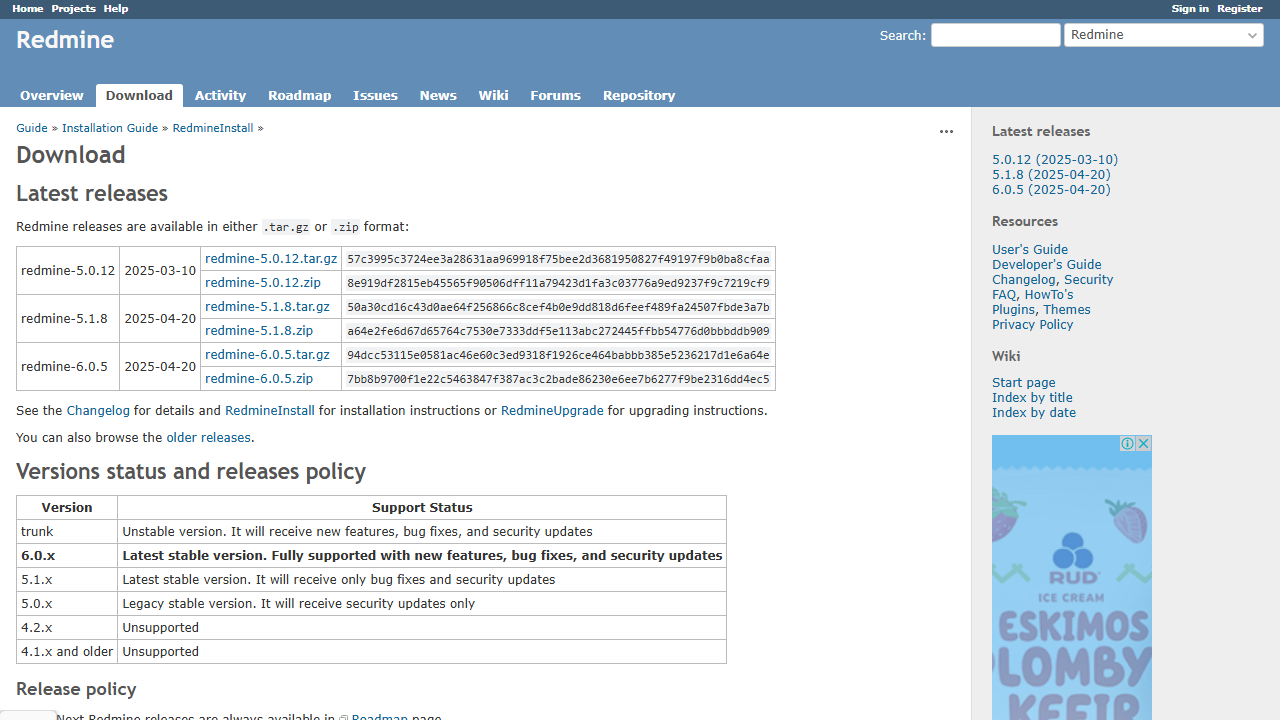 Home Projects Help Sign in Register
Redmine
Search: Redmine
Overview Download Activity Roadmap Issues News Wiki Forums Repository
Guide » Installation Guide » RedmineInstall »
Download
Latest releases
Redmine releases are available in either .tar.gz or .zip format:
redmine-5.0.12 2025-03-10 redmine-5.0.12.tar.gz 57c3995c3724ee3a28631aa969918f75bee2d3681950827f49197f9b0ba8cfaa
redmine-5.0.12.zip 8e919df2815eb45565f90506dff11a79423d1fa3c03776a9ed9237f9c7219cf9
redmine-5.1.8 2025-04-20 redmine-5.1.8.tar.gz 50a30cd16c43d0ae64f256866c8cef4b0e9dd818d6feef489fa24507fbde3a7b
redmine-5.1.8.zip a64e2fe6d67d65764c7530e7333ddf5e113abc272445ffbb54776d0bbbddb909
redmine-6.0.5 2025-04-20 redmine-6.0.5.tar.gz 94dcc53115e0581ac46e60c3ed9318f1926ce464babbb385e5236217d1e6a64e
redmine-6.0.5.zip 7bb8b9700f1e22c5463847f387ac3c2bade86230e6ee7b6277f9be2316dd4ec5
See the Changelog for details and RedmineInstall for installation instructions or RedmineUpgrade for upgrading instructions.
You can also browse the older releases.
Versions status and releases policy
Version Support Status
trunk Unstable version. It will receive new features, bug fixes, and security updates
6.0.x Latest stable version. Fully supported with new features, bug fixes, and security updates
5.1.x Latest stable version. It will receive only bug fixes and security updates
5.0.x Legacy stable version. It will receive security updates only
4.2.x Unsupported
4.1.x and older Unsupported
Release policy
Next Redmine releases are always available in Roadmap page
Latest releases
5.0.12 (2025-03-10)
5.1.8 (2025-04-20)
6.0.5 (2025-04-20)
Resources
User's Guide
Developer's Guide
Changelog, Security
FAQ, HowTo's
Plugins, Themes
Privacy Policy
Wiki
Start page
Index by title
Index by date
RUD
ICE CREAM
ESKIMOS
PLOMBY
KEFIR